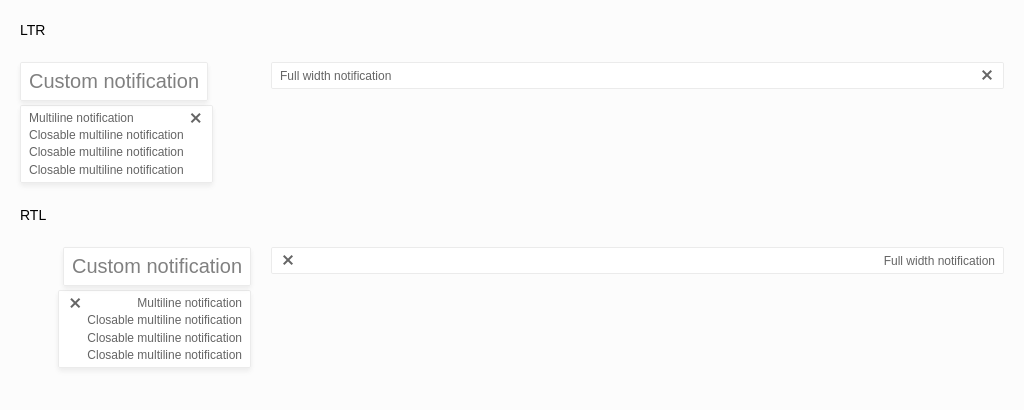 LTR
Custom notification
Full width notification
Multiline notification
Closable multiline notification
Closable multiline notification
Closable multiline notification
RTL
Custom notification
Full width notification
Multiline notification
Closable multiline notification
Closable multiline notification
Closable multiline notification